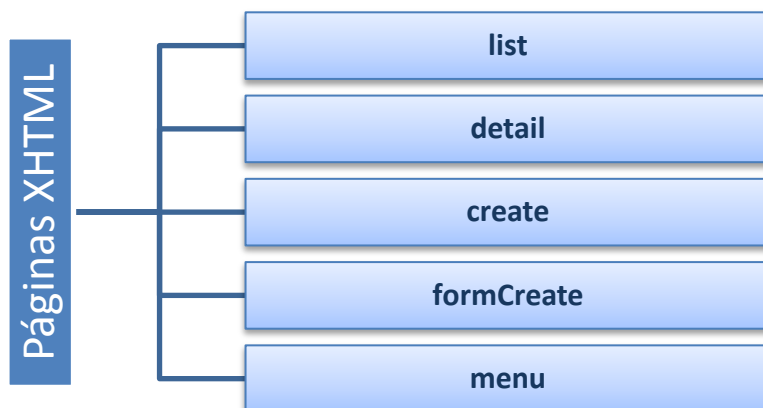 Páginas XHTML
list
detail
create
formCreate
menu